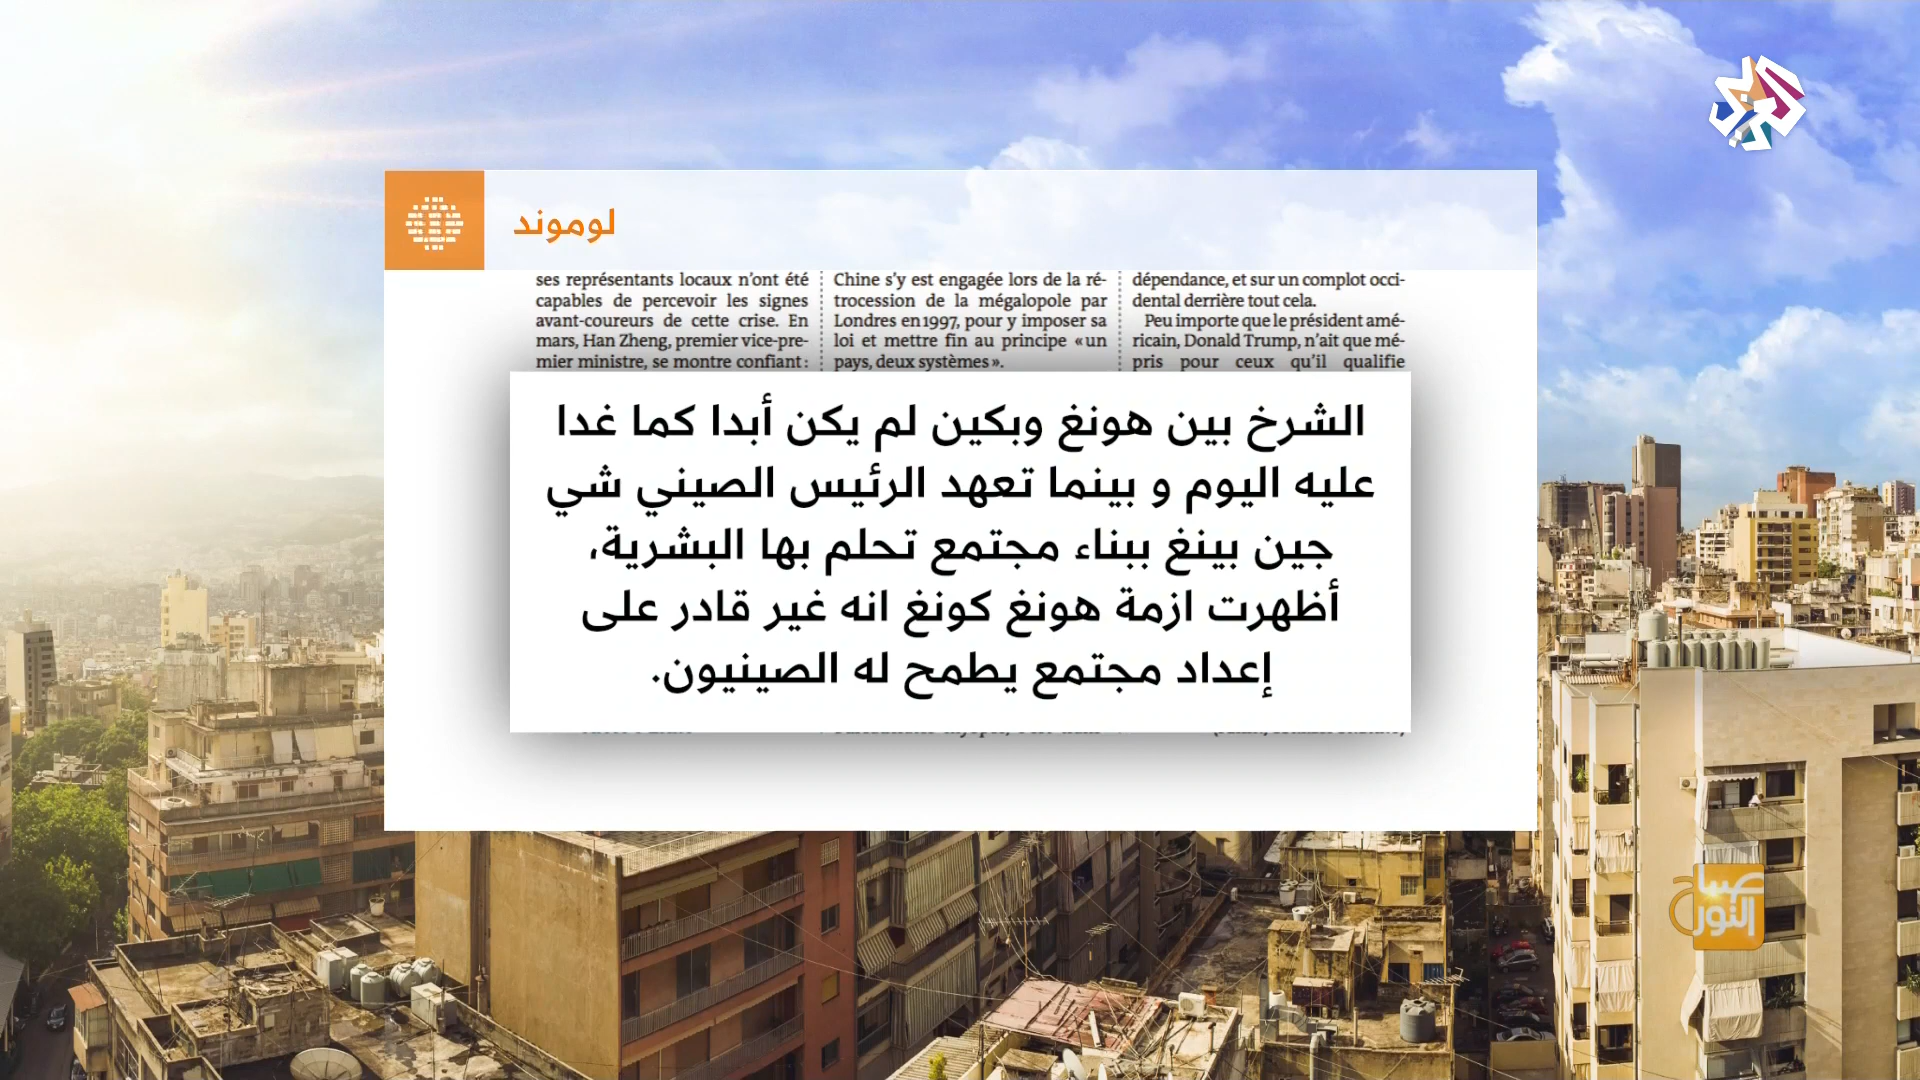 لوموند
ses représentants locaux n'ont été
capables de percevoir les signes
avant-coureurs de cette crise. En
mars, Han Zheng, premier vice-pre-
mier ministre, se montre confiant :
Chine s'y est engagée lors de la ré-
trocession de la mégalopole par
Londres en 1997, pour y imposer sa
loi et mettre fin au principe « un
pays, deux systèmes ».
dépendance, et sur un complot occi-
dental derrière tout cela.
Peu importe que le président amé-
ricain, Donald Trump, n'ait que mé-
pris pour ceux qu'il qualifie
الشرخ بين هونغ وبكين لم يكن أبدا كما غدا
عليه اليوم و بينما تعهد الرئيس الصيني شي
جين بينغ ببناء مجتمع تحلم بها البشرية،
أظهرت ازمة هونغ كونغ انه غير قادر على
إعداد مجتمع يطمح له الصينيون.
صباح
النور